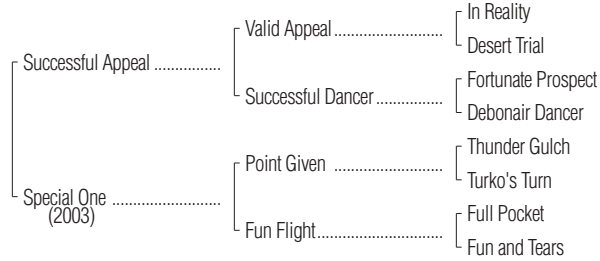 In Reality
Valid Appeal ........................
Desert Trial
Successful Appeal ................
Fortunate Prospect
Successful Dancer...............
Debonair Dancer
Thunder Gulch
Point Given ........................
Turko's Turn
Special One ........................
(2003)
Full Pocket
Fun Flight............................
Fun and Tears